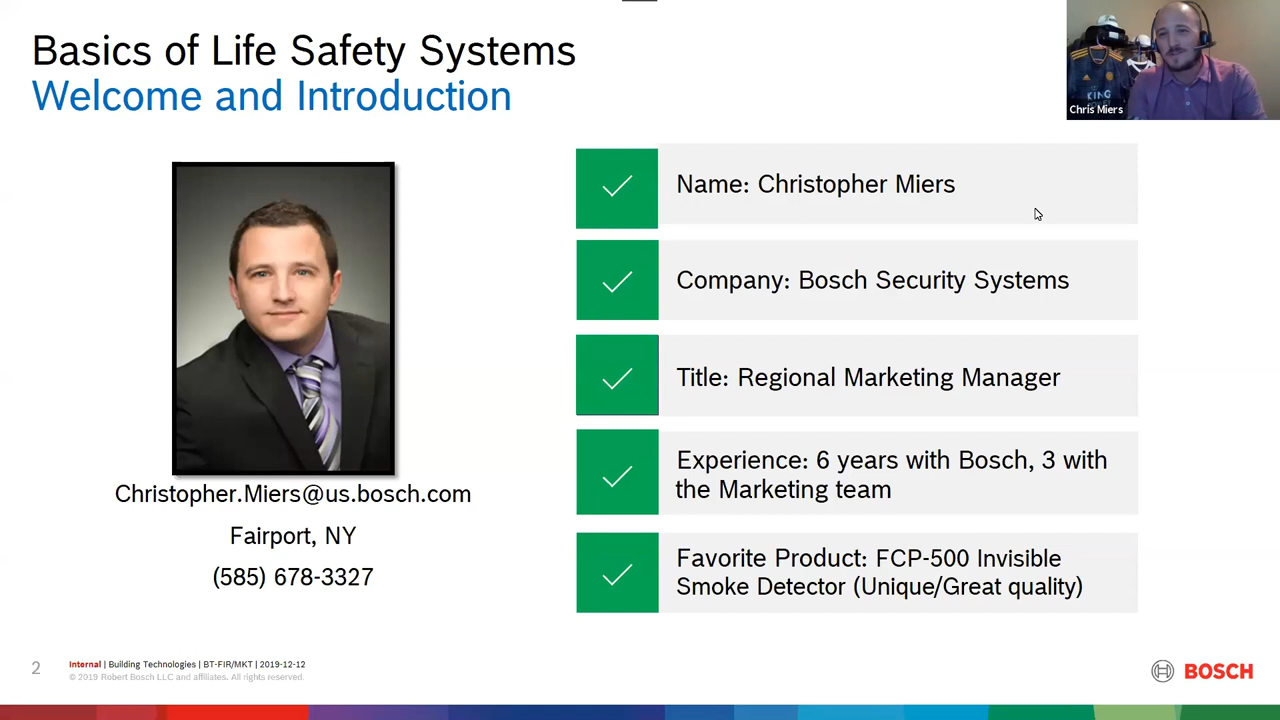 Basics of Life Safety Systems
Welcome and Introduction
KING
Chris Miers
Name: Christopher Miers
Company: Bosch Security Systems
Title: Regional Marketing Manager
Experience: 6 years with Bosch, 3 with
the Marketing team
Favorite Product: FCP-500 Invisible
Smoke Detector (Unique/Great quality)
Christopher.Miers@us.bosch.com
Fairport, NY
(585) 678-3327
2
Internal | Building Technologies | BT-FIR/MKT | 2019-12-12
© 2019 Robert Bosch LLC and affiliates. All rights reserved.
BOSCH